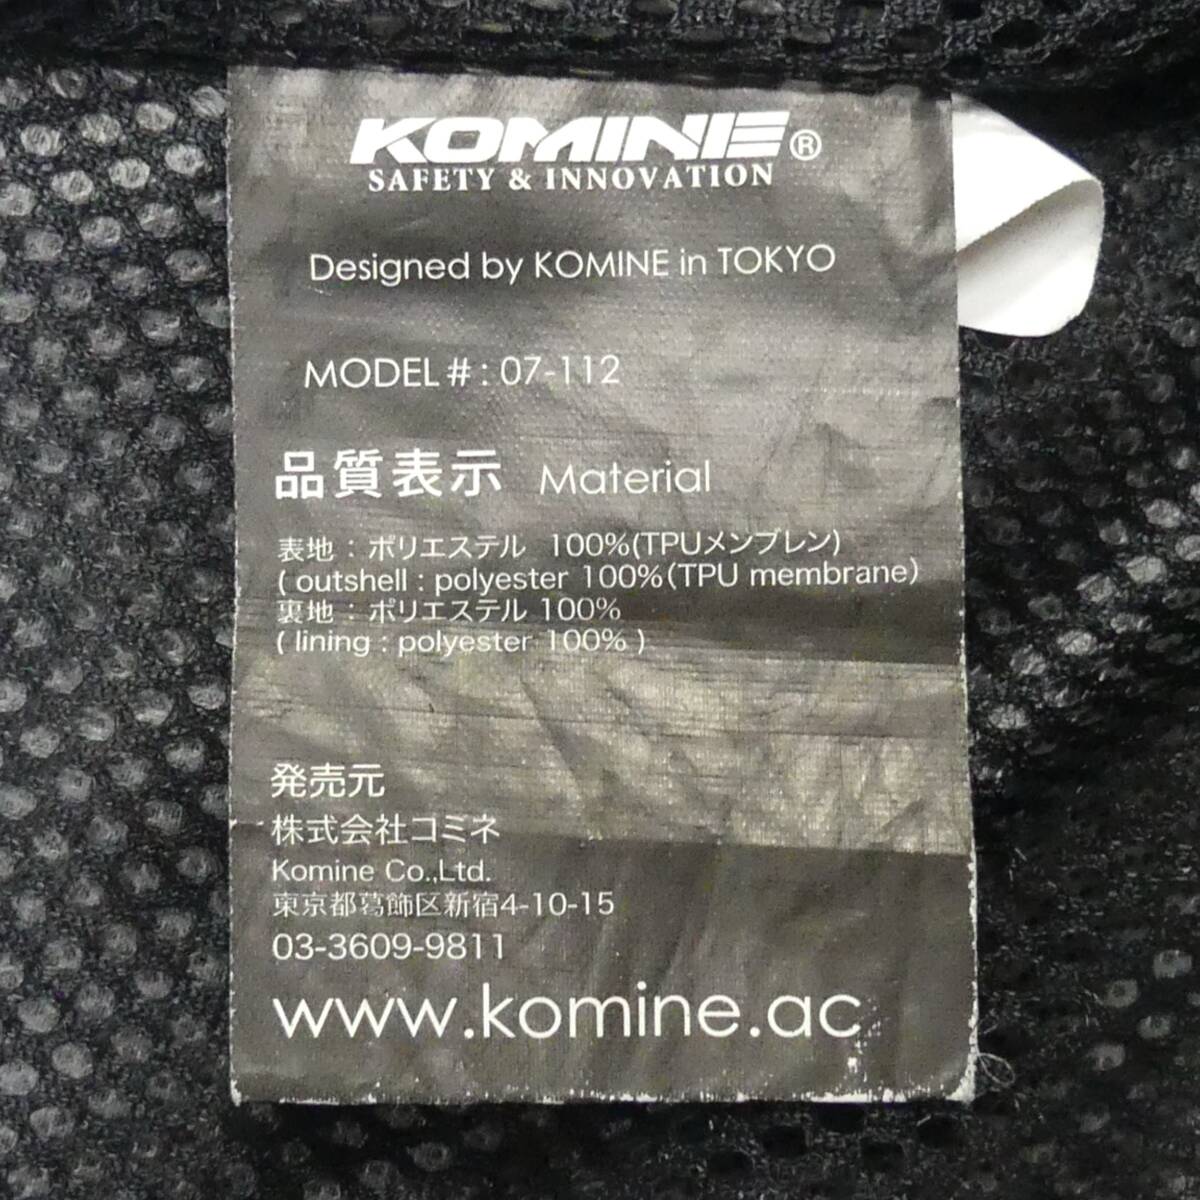 KOMINE®
SAFETY & INNOVATION
Designed by KOMINE in TOKYO
MODEL # : 07-112
品質表示 Material
表地 : ポリエステル 100%(TPUメンブレン)
( outshell : polyester 100%(TPU membrane)
裏地 : ポリエステル 100%
( lining : polyester 100% )
発売元
株式会社コミネ
Komine Co.,Ltd.
東京都葛飾区新宿4-10-15
03-3609-9811
www.komine.ac